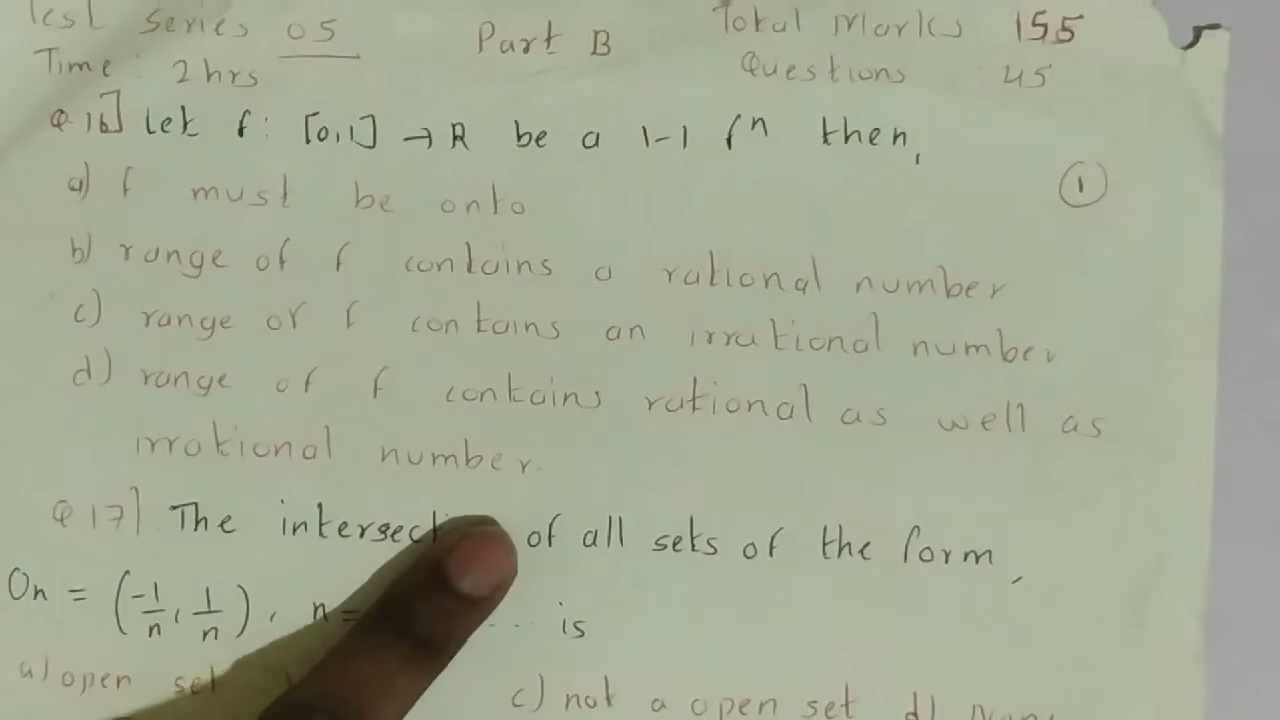 Test Series 05 Part B Total Marks 155
Time : 2 hrs Questions : 45
Q.16] Let f: [0,1] → R be a 1-1 fⁿ then,
a) f must be onto
①
b) range of f contains a rational number
c) range of f contains an irrational number
d) range of f contains rational as well as
irrational number.
Q 17] The intersect of all sets of the form,
On = (-1/n, 1/n), n= ... is
a) open set
c) not a open set d)